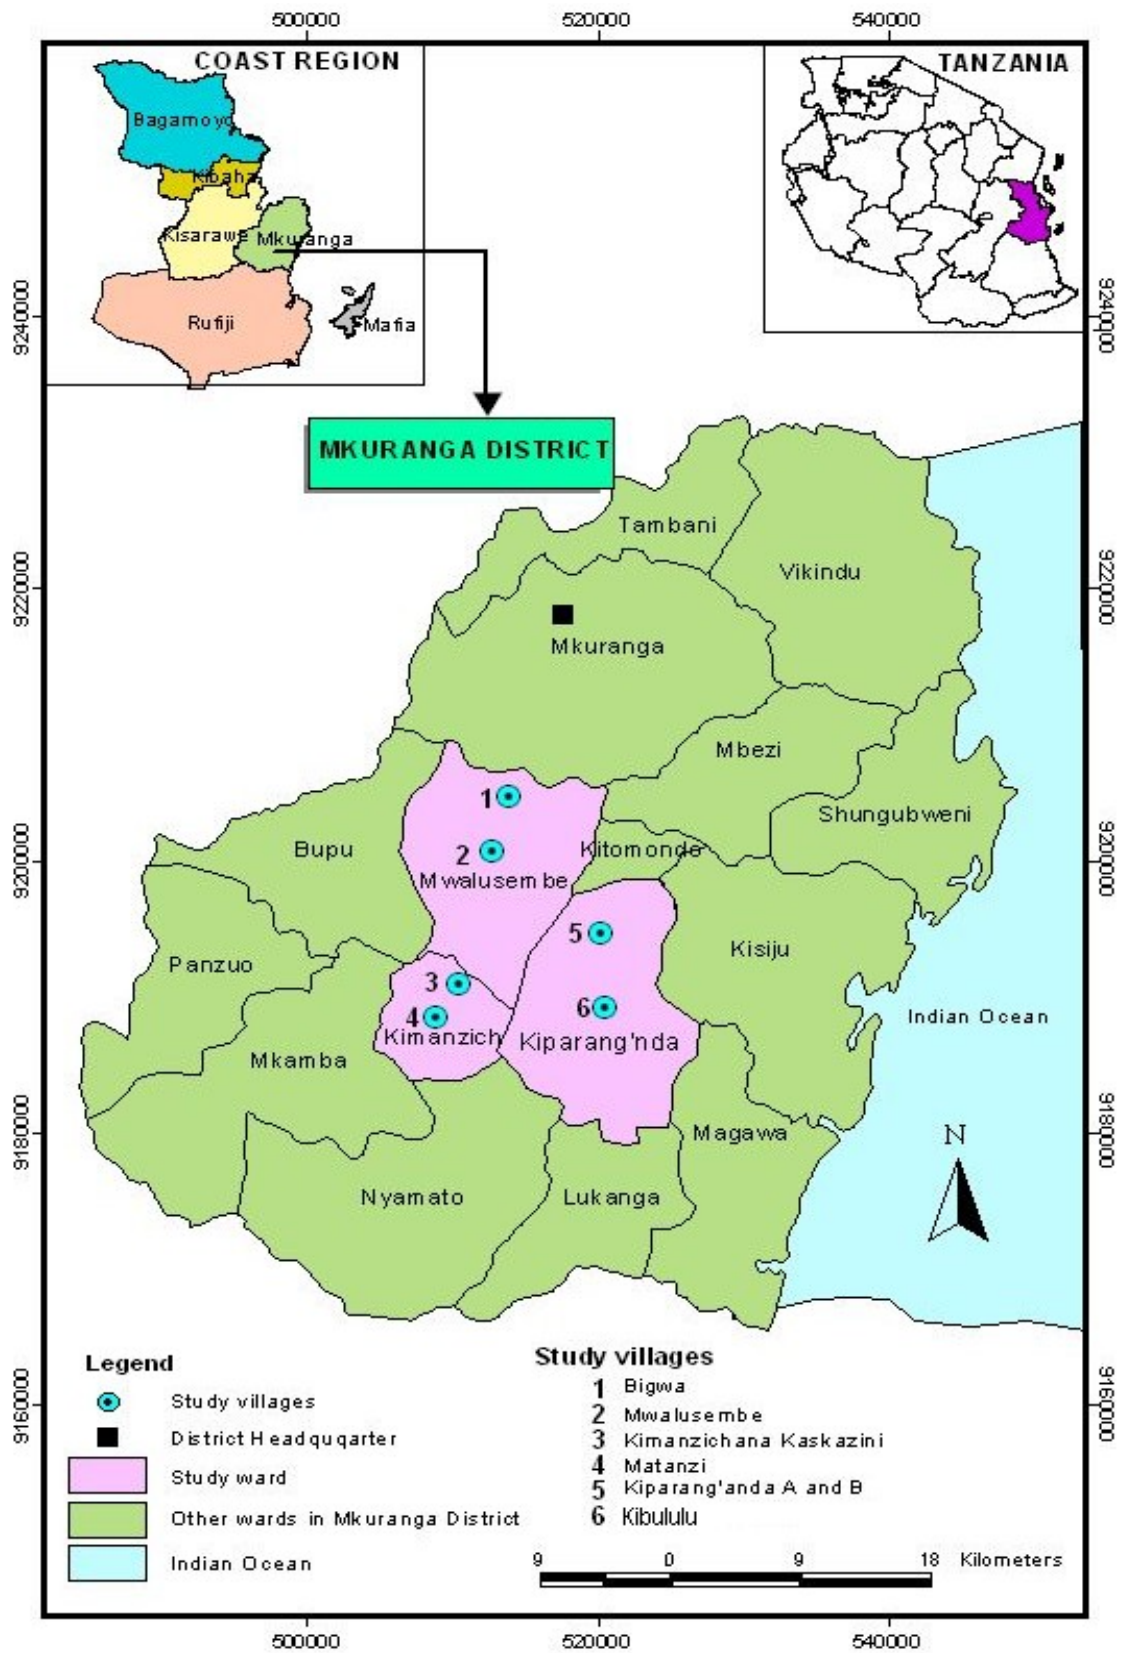 500000 520000 540000
COAST REGION
TANZANIA
Bagamoyo
Kibaha
Kisarawe
Mkuranga
Rufiji
Mafia
9240000
9240000
MKURANGA DISTRICT
Tambani
Vikindu
9220000
9220000
Mkuranga
Mbezi
1
Shungubweni
Bupu
2
Kitomondo
9200000
9200000
Mwalusembe
5
Kisiju
Panzuo
3
6
Indian Ocean
4
Kimanzich
Kiparang'nda
Mkamba
9180000
9180000
Magawa
N
Nyamato
Lukanga
Legend
Study villages
District Headquqarter
Study ward
Other wards in Mkuranga District
Indian Ocean
Study villages
1 Bigwa
2 Mwalusembe
3 Kimanzichana Kaskazini
4 Matanzi
5 Kiparang'anda A and B
6 Kibululu
9160000
9160000
9 0 9 18 Kilometers
500000 520000 540000